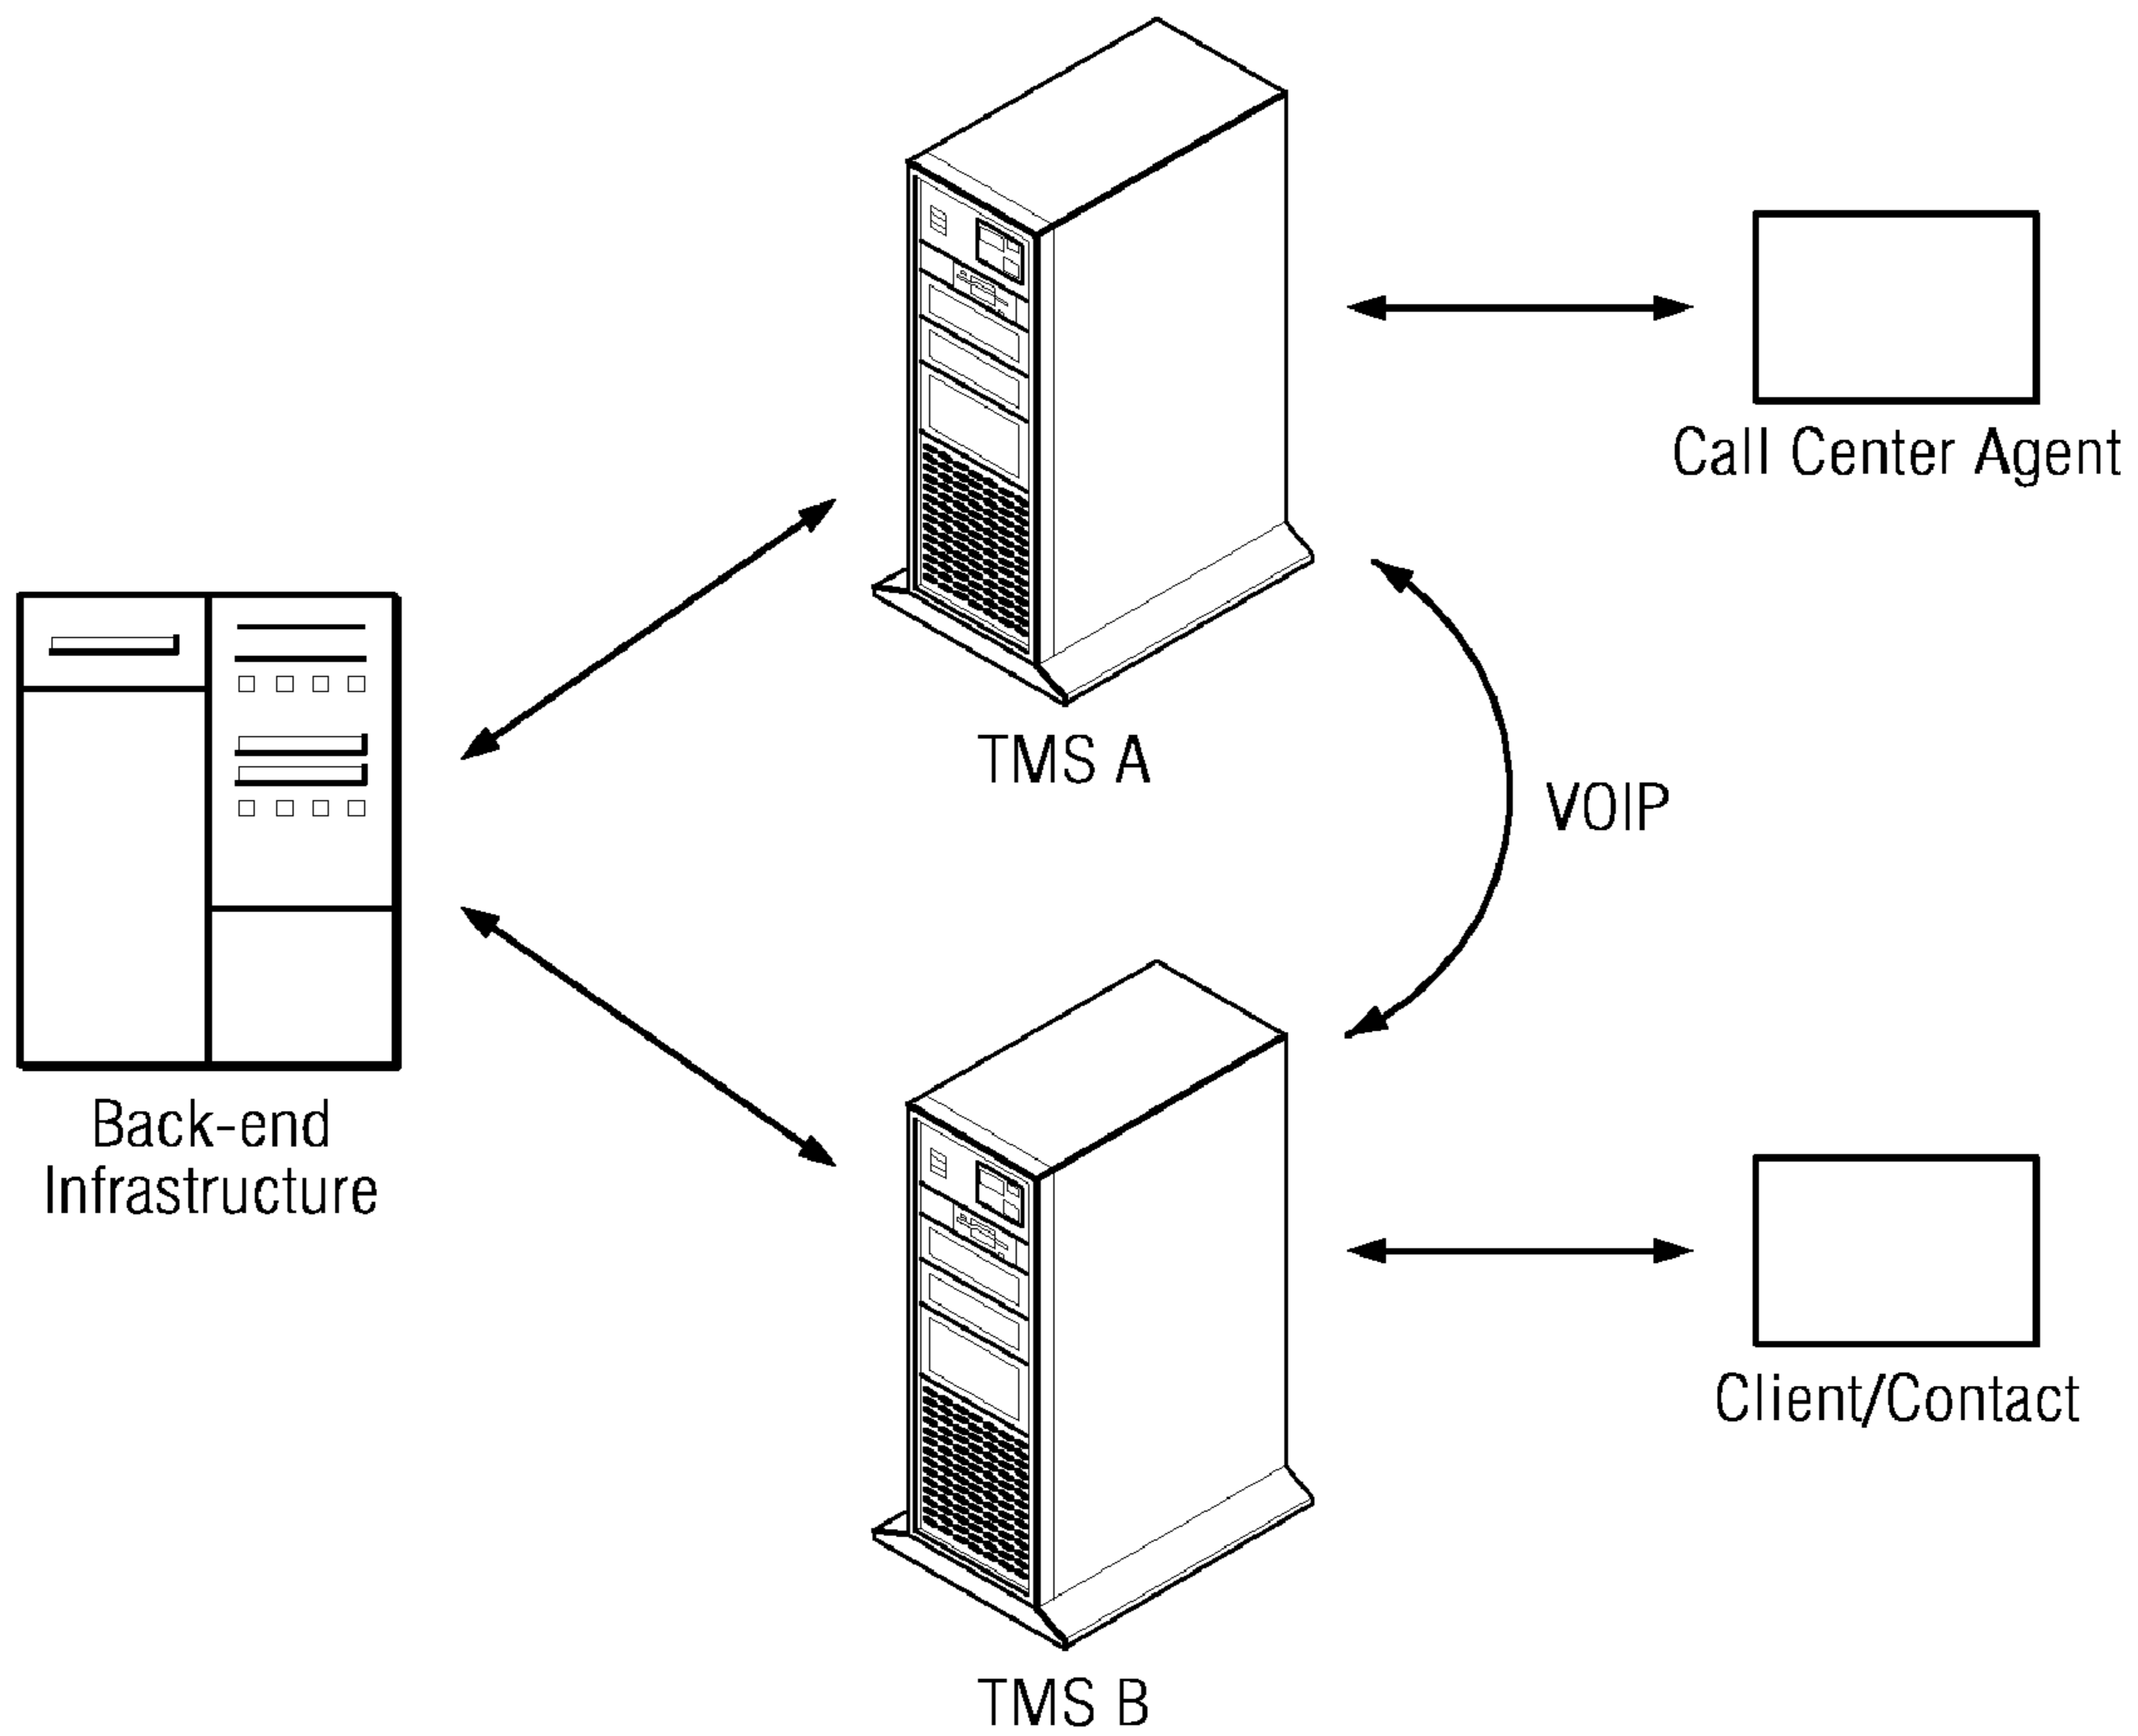 Call Center Agent
TMS A
VOIP
Back-end
Infrastructure
Client/Contact
TMS B